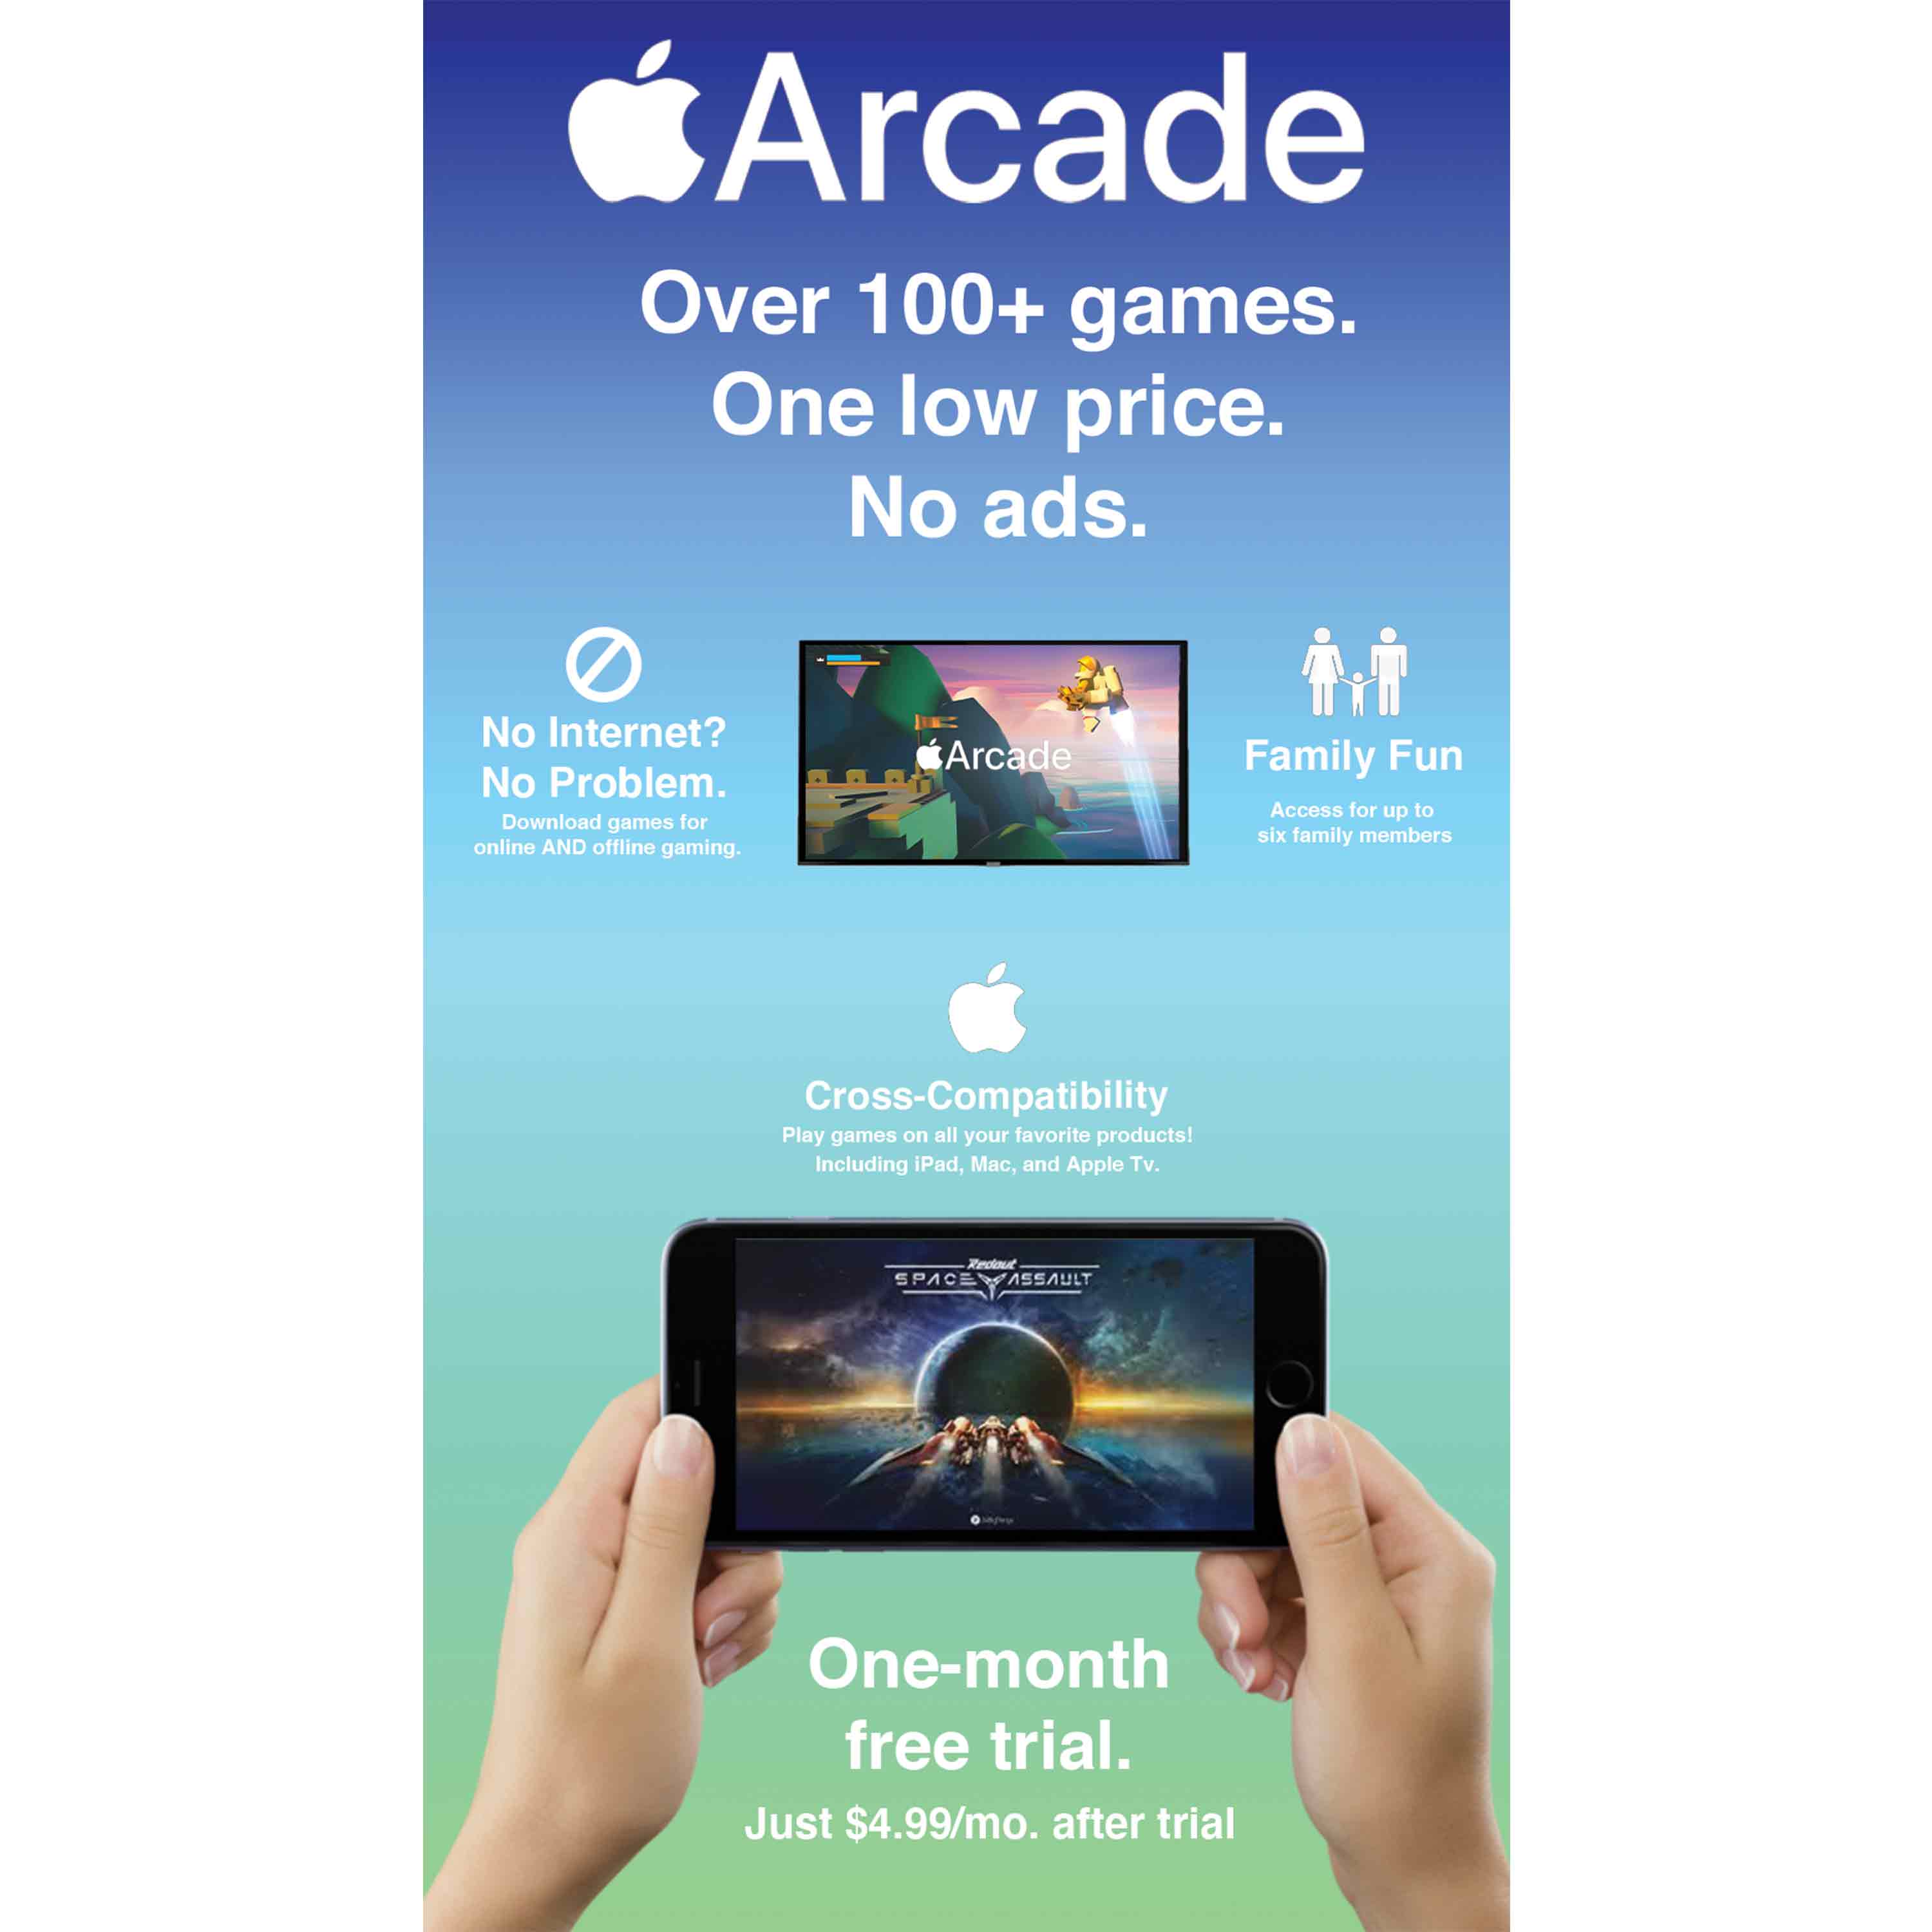 Arcade
Over 100+ games.
One low price.
No ads.
No Internet?
No Problem.
Download games for
online AND offline gaming.
Arcade
Family Fun
Access for up to
six family members
Cross-Compatibility
Play games on all your favorite products!
Including iPad, Mac, and Apple Tv.
Redout
SPACE ASSAULT
One-month
free trial.
Just $4.99/mo. after trial